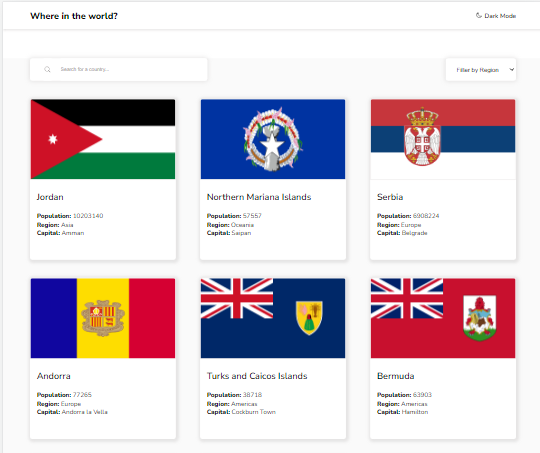 Where in the world?
Dark Mode
Search for a country...
Filter by Region
Jordan
Population: 10203140
Region: Asia
Capital: Amman
Northern Mariana Islands
Population: 57557
Region: Oceania
Capital: Saipan
Serbia
Population: 6908224
Region: Europe
Capital: Belgrade
Andorra
Population: 77265
Region: Europe
Capital: Andorra la Vella
Turks and Caicos Islands
Population: 38718
Region: Americas
Capital: Cockburn Town
Bermuda
Population: 63903
Region: Americas
Capital: Hamilton